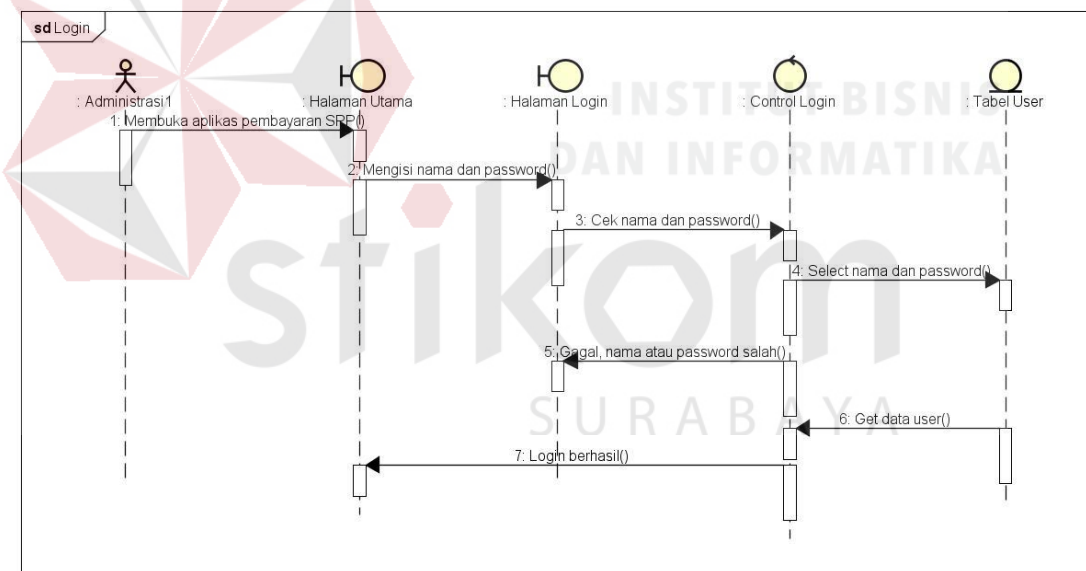 sd Login
: Administrasi1
: Halaman Utama
: Halaman Login
: Control Login
: Tabel User
1: Membuka aplikas pembayaran SPP()
2: Mengisi nama dan password()
3: Cek nama dan password()
4: Select nama dan password()
5: Gagal, nama atau password salah()
6: Get data user()
7: Login berhasil()
INSTITUT BISNIS
DAN INFORMATIKA
stikom
SURABAYA